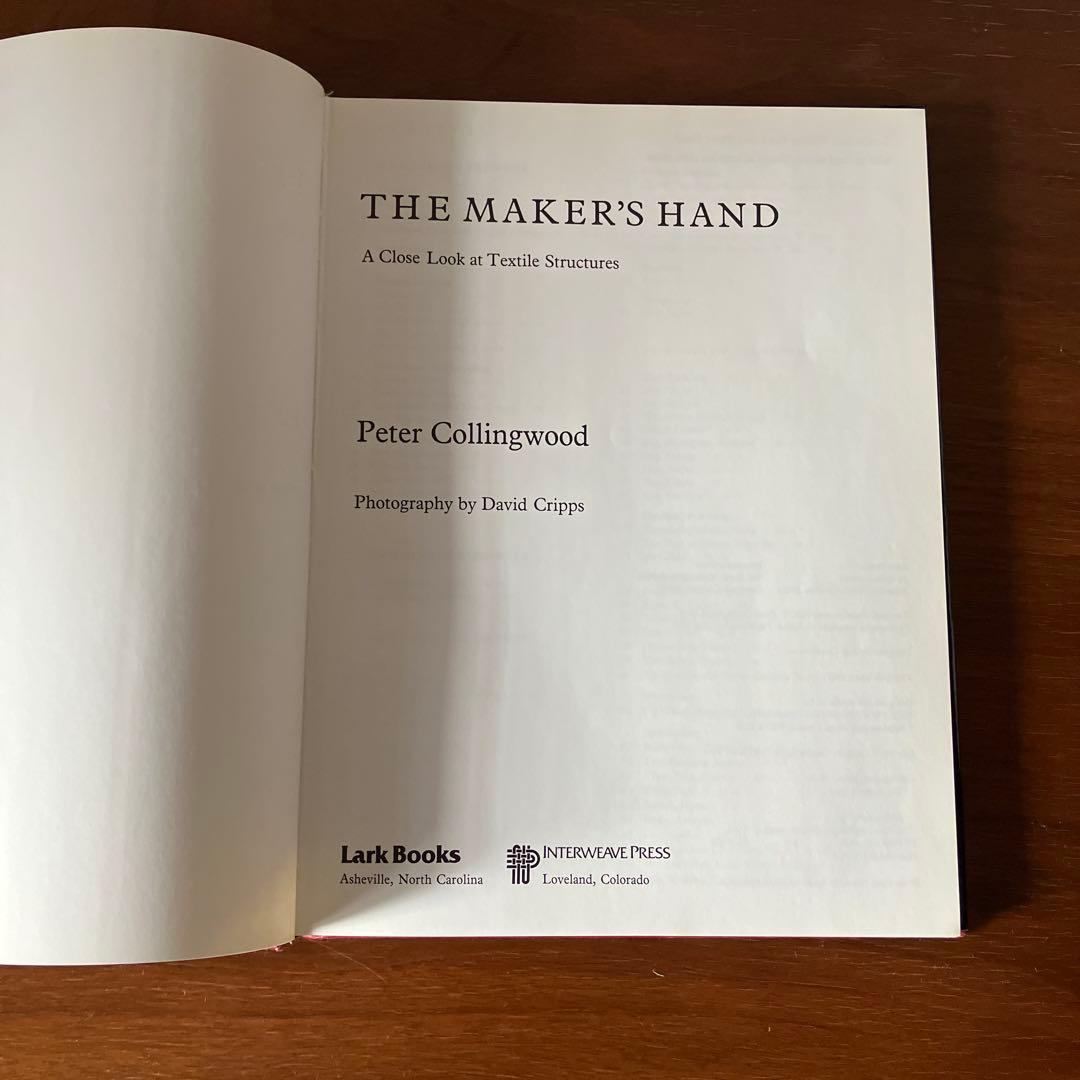 THE MAKER'S HAND
A Close Look at Textile Structures
Peter Collingwood
Photography by David Cripps
Lark Books
Asheville, North Carolina
INTERWEAVE PRESS
Loveland, Colorado